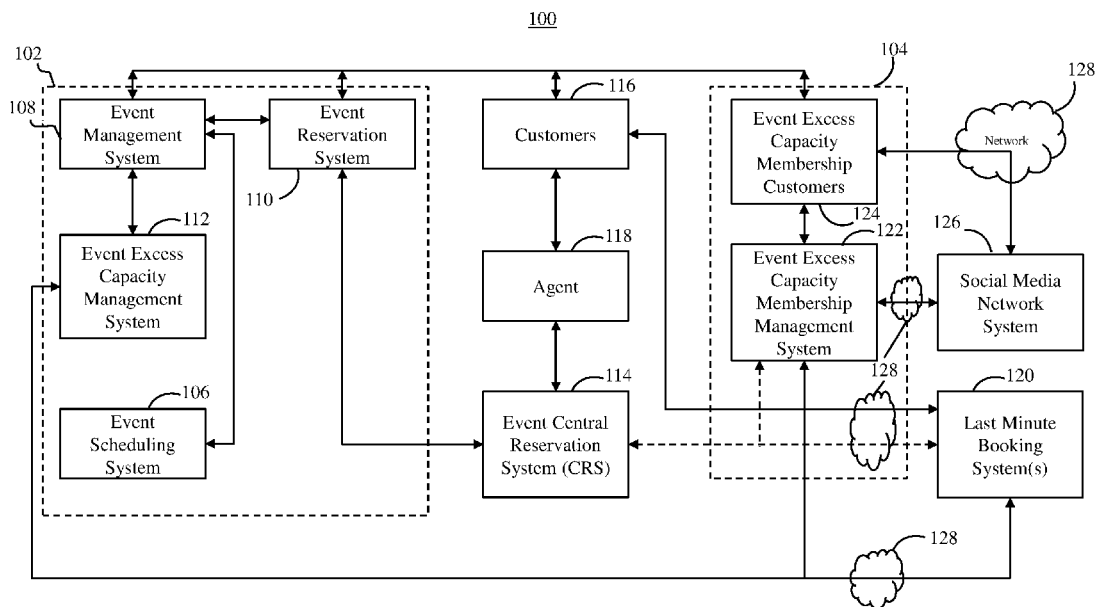 100
102
104
128
108
Event
Management
System
Event
Reservation
System
110
116
Customers
Event Excess
Capacity
Membership
Customers
124
Network
112
Event Excess
Capacity
Management
System
118
Agent
122
Event Excess
Capacity
Membership
Management
System
126
Social Media
Network
System
128
106
Event
Scheduling
System
114
Event Central
Reservation
System (CRS)
120
Last Minute
Booking
System(s)
128